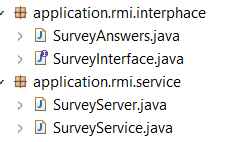 application.rmi.interphace
SurveyAnswers.java
SurveyInterface.java
application.rmi.service
SurveyServer.java
SurveyService.java